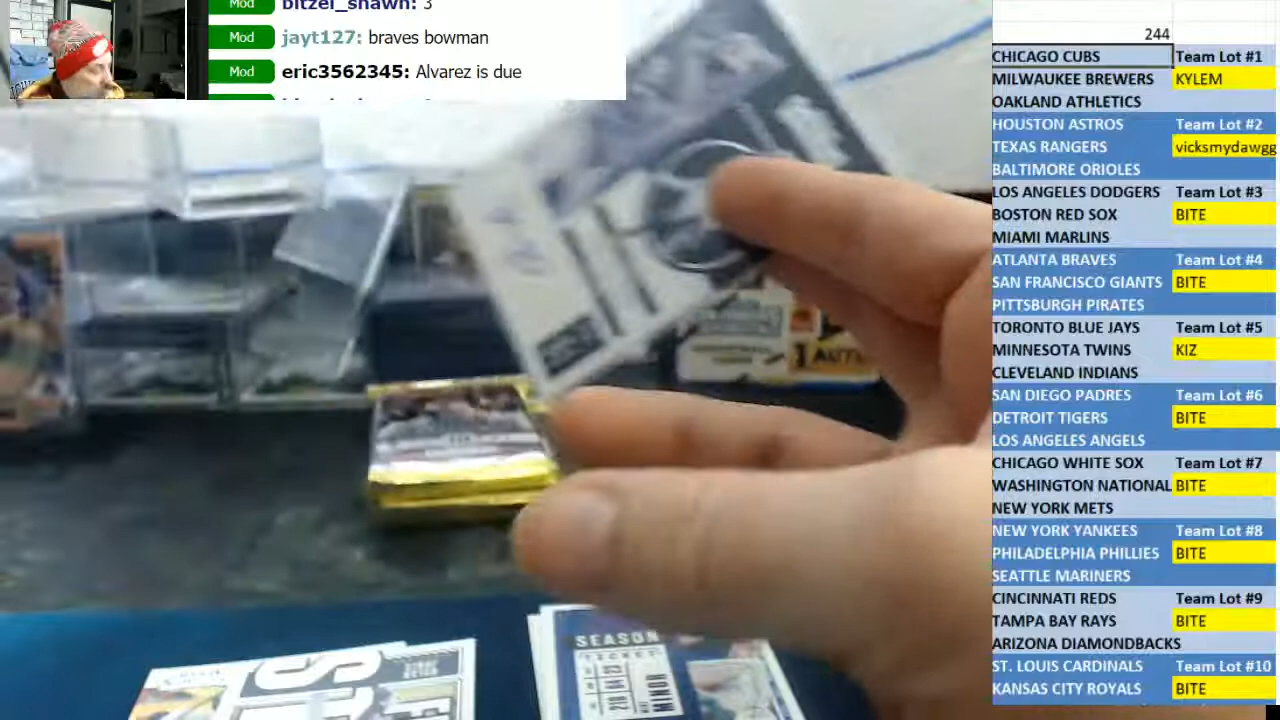 Mod bitzel_shawn: 3
Mod jayt127: braves bowman
Mod eric3562345: Alvarez is due
244
CHICAGO CUBS Team Lot #1
MILWAUKEE BREWERS KYLEM
OAKLAND ATHLETICS
HOUSTON ASTROS Team Lot #2
TEXAS RANGERS vicksmydawgg
BALTIMORE ORIOLES
LOS ANGELES DODGERS Team Lot #3
BOSTON RED SOX BITE
MIAMI MARLINS
ATLANTA BRAVES Team Lot #4
SAN FRANCISCO GIANTS BITE
PITTSBURGH PIRATES
TORONTO BLUE JAYS Team Lot #5
MINNESOTA TWINS KIZ
CLEVELAND INDIANS
SAN DIEGO PADRES Team Lot #6
DETROIT TIGERS BITE
LOS ANGELES ANGELS
CHICAGO WHITE SOX Team Lot #7
WASHINGTON NATIONAL BITE
NEW YORK METS
NEW YORK YANKEES Team Lot #8
PHILADELPHIA PHILLIES BITE
SEATTLE MARINERS
CINCINNATI REDS Team Lot #9
TAMPA BAY RAYS BITE
ARIZONA DIAMONDBACKS
ST. LOUIS CARDINALS Team Lot #10
KANSAS CITY ROYALS BITE
1 AUTO
SEASON
MINOR